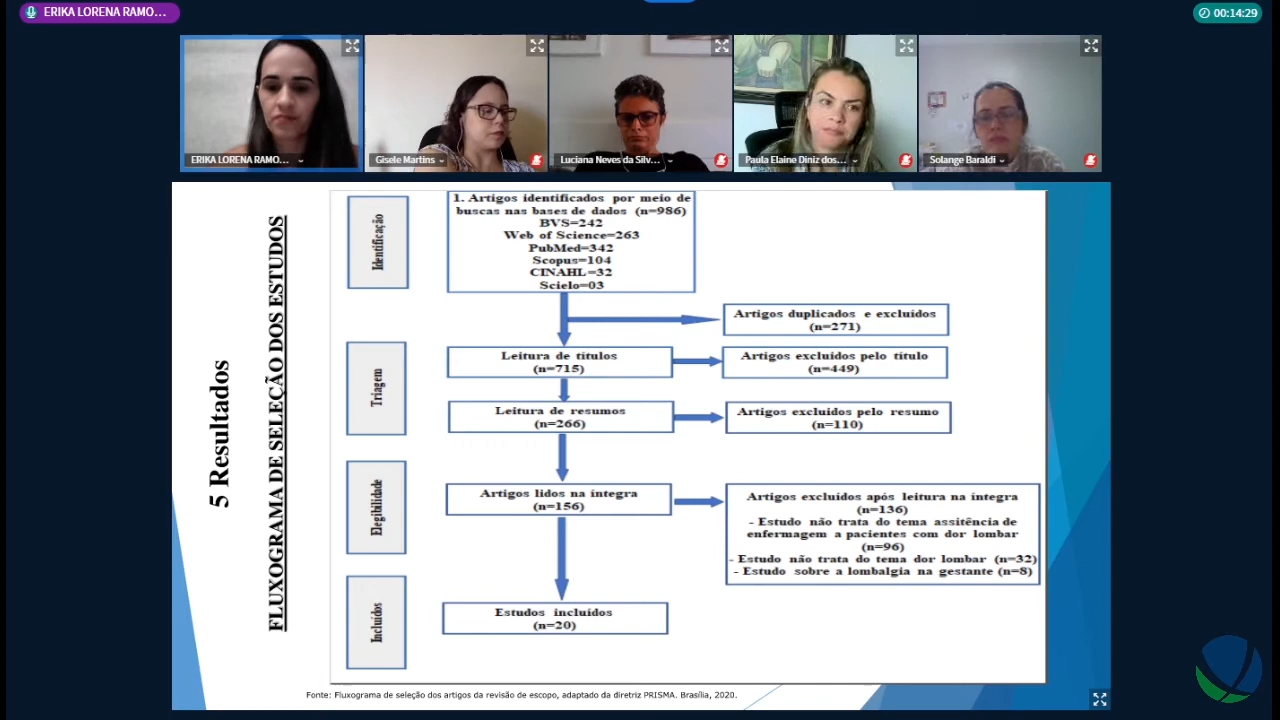 ERIKA LORENA RAMO...
00:14:29
ERIKA LORENA RAMO...
Gisele Martins
Luciana Neves da Silv...
Paula Elaine Diniz dos...
Solange Baraldi
5 Resultados
FLUXOGRAMA DE SELEÇÃO DOS ESTUDOS
Identificação
1. Artigos identificados por meio de
buscas nas bases de dados (n=986)
BVS=242
Web of Science=263
PubMed=342
Scopus=104
CINAHL=32
Scielo=03
Artigos duplicados e excluídos
(n=271)
Triagem
Leitura de títulos
(n=715)
Artigos excluídos pelo título
(n=449)
Leitura de resumos
(n=266)
Artigos excluídos pelo resumo
(n=110)
Elegibilidade
Artigos lidos na íntegra
(n=156)
Artigos excluídos após leitura na íntegra
(n=136)
- Estudo não trata do tema assitência de
enfermagem a pacientes com dor lombar
(n=96)
- Estudo não trata do tema dor lombar (n=32)
- Estudo sobre a lombalgia na gestante (n=8)
Incluídos
Estudos incluídos
(n=20)
Fonte: Fluxograma de seleção dos artigos da revisão de escopo, adaptado da diretriz PRISMA. Brasília, 2020.